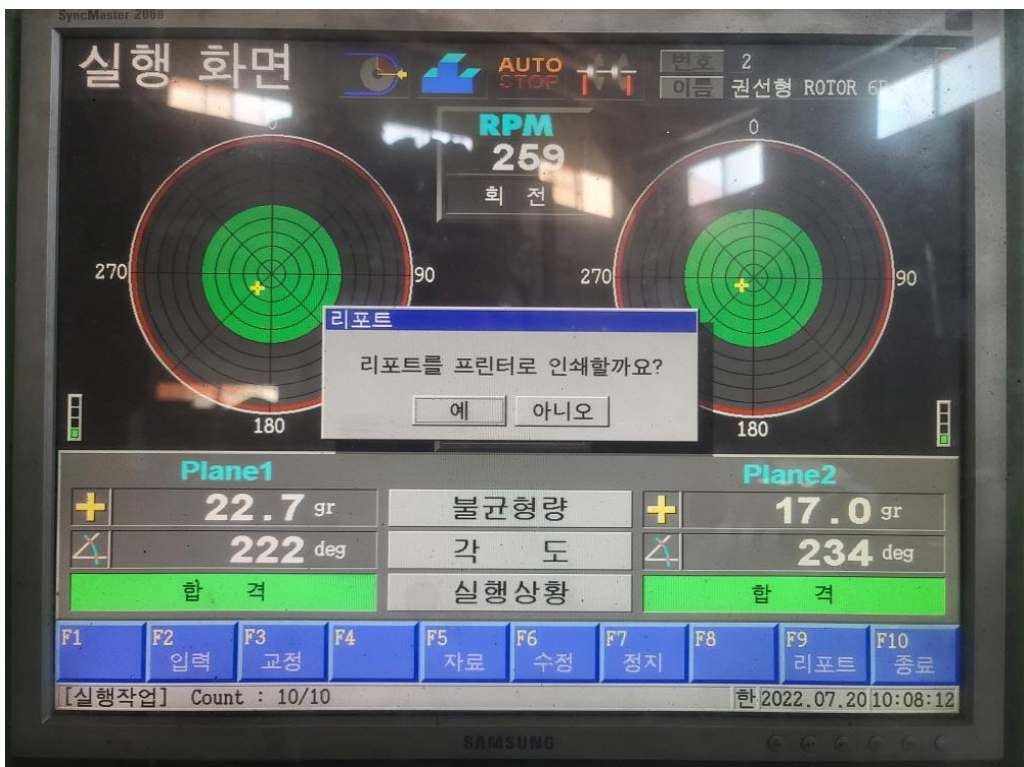 SyncMaster 206B
실행 화면
AUTO
STOP
번호 2
이름 권선형 ROTOR
RPM
259
회 전
0
270
90
180
0
270
90
180
리포트
리포트를 프린터로 인쇄할까요?
예 아니오
Plane1
Plane2
22.7 gr 불균형량 17.0 gr
222 deg 각 도 234 deg
합 격 실행상황 합 격
F1 F2 입력 F3 교정 F4 F5 자료 F6 수정 F7 정지 F8 F9 리포트 F10 종료
[실행작업] Count : 10/10 한 2022.07.20 10:08:12
SAMSUNG